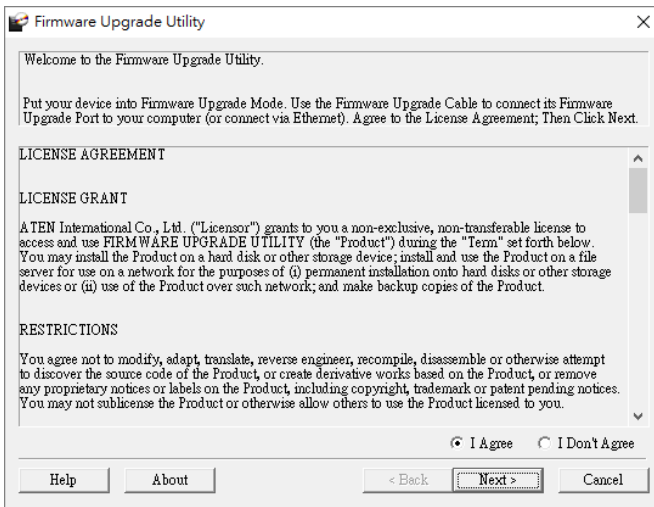 Firmware Upgrade Utility
Welcome to the Firmware Upgrade Utility.
Put your device into Firmware Upgrade Mode. Use the Firmware Upgrade Cable to connect its Firmware
Upgrade Port to your computer (or connect via Ethernet). Agree to the License Agreement; Then Click Next.
LICENSE AGREEMENT
LICENSE GRANT
ATEN International Co., Ltd. ("Licensor") grants to you a non-exclusive, non-transferable license to
access and use FIRMWARE UPGRADE UTILITY (the "Product") during the "Term" set forth below.
You may install the Product on a hard disk or other storage device; install and use the Product on a file
server for use on a network for the purposes of (i) permanent installation onto hard disks or other storage
devices or (ii) use of the Product over such network; and make backup copies of the Product.
RESTRICTIONS
You agree not to modify, adapt, translate, reverse engineer, recompile, disassemble or otherwise attempt
to discover the source code of the Product, or create derivative works based on the Product, or remove
any proprietary notices or labels on the Product, including copyright, trademark or patent pending notices.
You may not sublicense the Product or otherwise allow others to use the Product licensed to you.
I Agree I Don't Agree
Help About < Back Next > Cancel